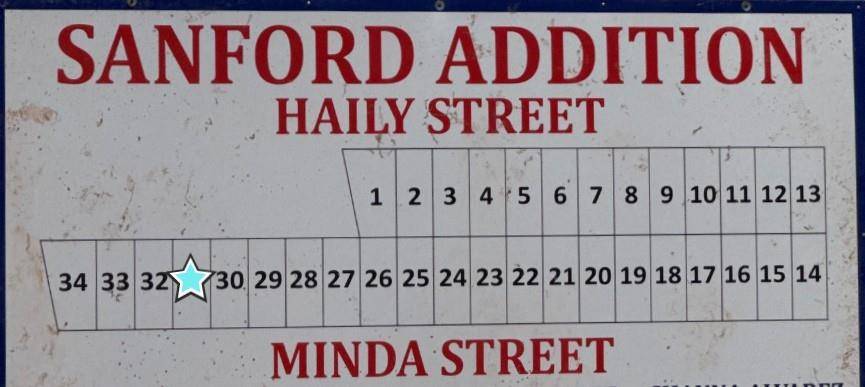 SANFORD ADDITION
HAILY STREET
1 2 3 4 5 6 7 8 9 10 11 12 13
34 33 32 30 29 28 27 26 25 24 23 22 21 20 19 18 17 16 15 14
MINDA STREET